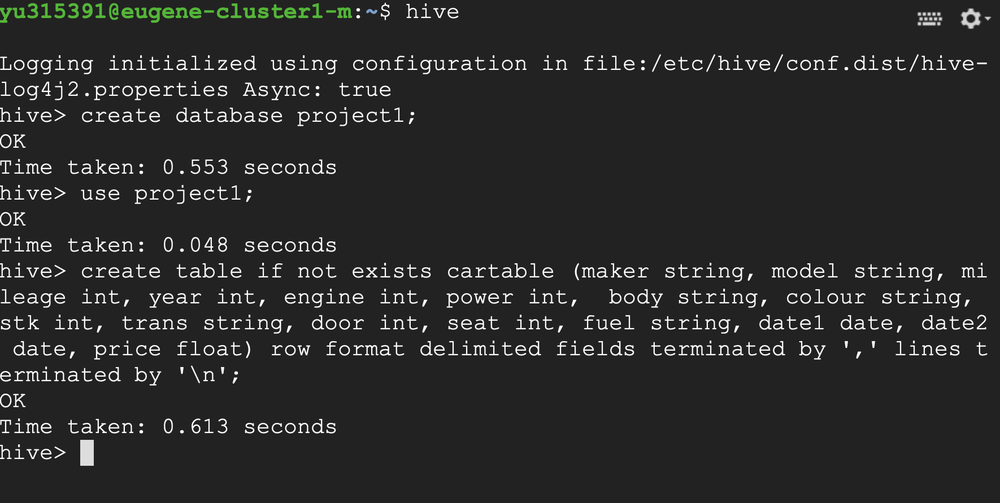 yu315391@eugene-cluster1-m:~$ hive
Logging initialized using configuration in file:/etc/hive/conf.dist/hive-
log4j2.properties Async: true
hive> create database project1;
OK
Time taken: 0.553 seconds
hive> use project1;
OK
Time taken: 0.048 seconds
hive> create table if not exists cartable (maker string, model string, mi
leage int, year int, engine int, power int,  body string, colour string,
stk int, trans string, door int, seat int, fuel string, date1 date, date2
 date, price float) row format delimited fields terminated by ',' lines t
erminated by '\n';
OK
Time taken: 0.613 seconds
hive>